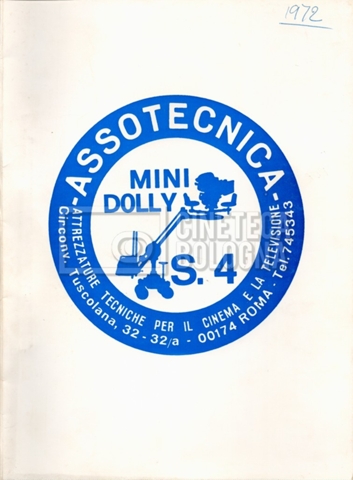 1972
-ASSOTECNICA-
MINI
DOLLY
S. 4
ATTREZZATURE TECNICHE PER IL CINEMA E LA TELEVISIONE
Circonv. Tuscolana, 32-32/a - 00174 ROMA - Tel. 745343
CINETECA
BOLOGNA